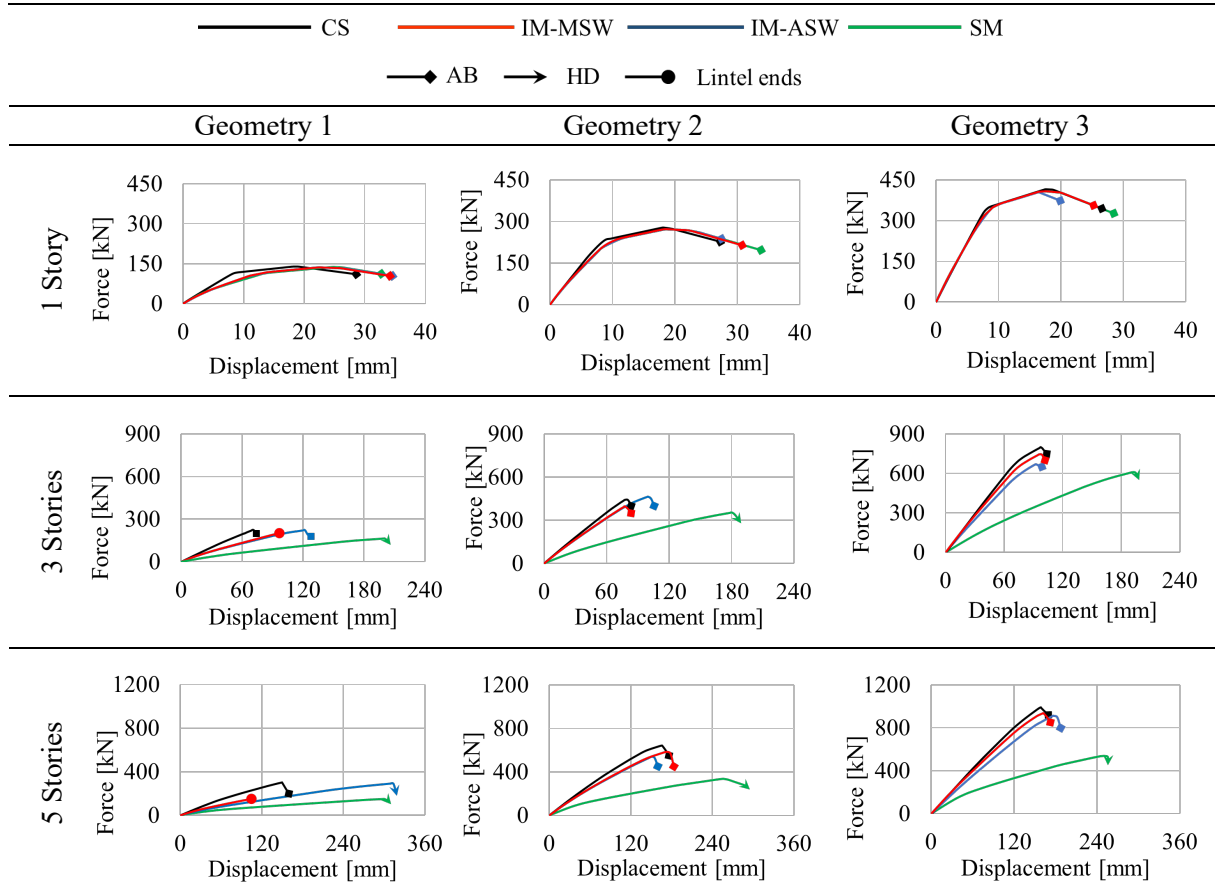 CS IM-MSW IM-ASW SM
AB HD Lintel ends
Geometry 1 Geometry 2 Geometry 3
1 Story
Force [kN]
450
300
150
0
0 10 20 30 40
Displacement [mm]
Force [kN]
450
300
150
0
0 10 20 30 40
Displacement [mm]
Force [kN]
450
300
150
0
0 10 20 30 40
Displacement [mm]
3 Stories
Force [kN]
900
600
300
0
0 60 120 180 240
Displacement [mm]
Force [kN]
900
600
300
0
0 60 120 180 240
Displacement [mm]
Force [kN]
900
600
300
0
0 60 120 180 240
Displacement [mm]
5 Stories
Force [kN]
1200
800
400
0
0 120 240 360
Displacement [mm]
Force [kN]
1200
800
400
0
0 120 240 360
Displacement [mm]
Force [kN]
1200
800
400
0
0 120 240 360
Displacement [mm]